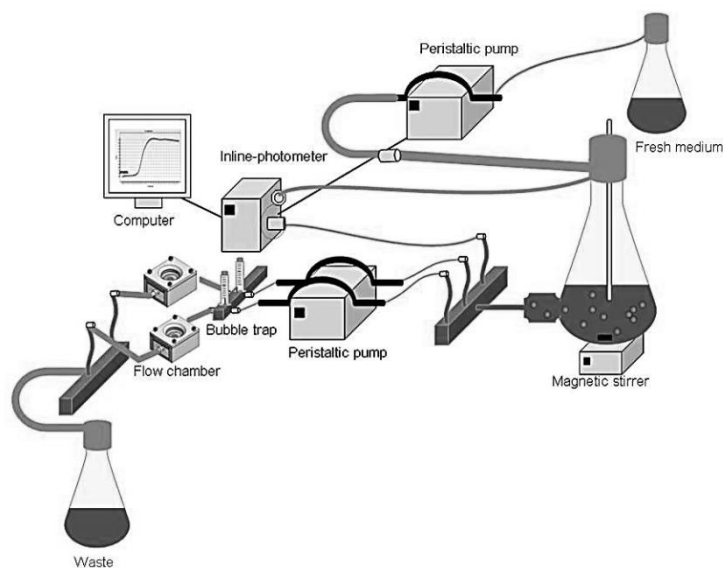 Peristaltic pump
Fresh medium
Inline-photometer
Computer
Bubble trap
Peristaltic pump
Flow chamber
Magnetic stirrer
Waste